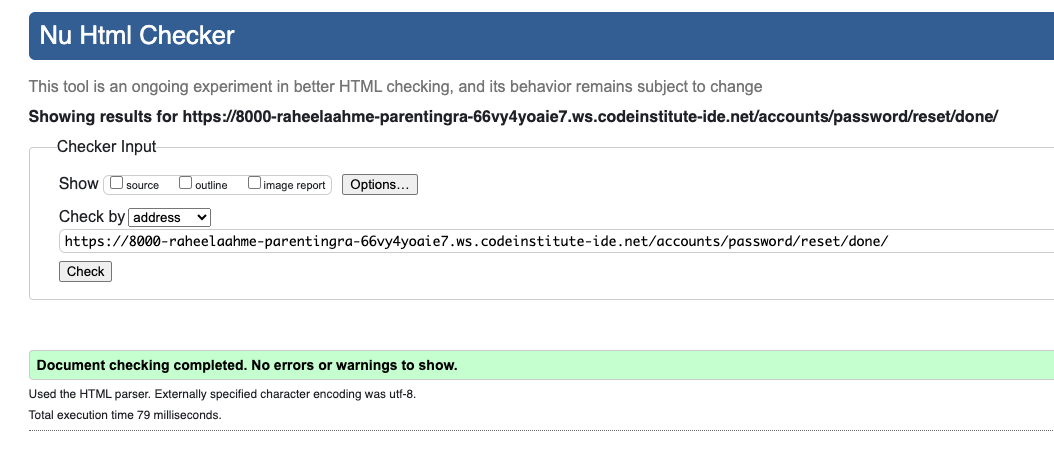 Nu Html Checker
This tool is an ongoing experiment in better HTML checking, and its behavior remains subject to change
Showing results for https://8000-raheelaahme-parentingra-66vy4yoaie7.ws.codeinstitute-ide.net/accounts/password/reset/done/
Checker Input
Show source outline image report Options...
Check by address
https://8000-raheelaahme-parentingra-66vy4yoaie7.ws.codeinstitute-ide.net/accounts/password/reset/done/
Check
Document checking completed. No errors or warnings to show.
Used the HTML parser. Externally specified character encoding was utf-8.
Total execution time 79 milliseconds.